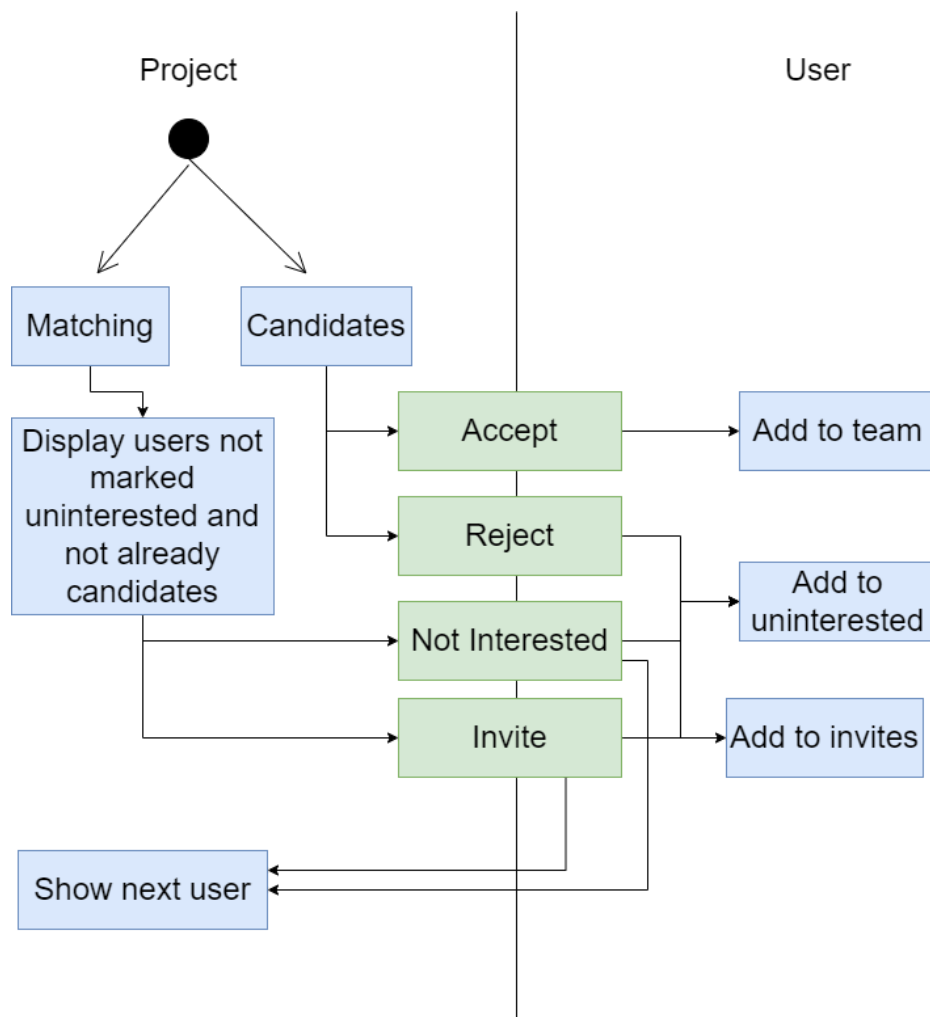 Project
User
Matching
Candidates
Display users not
marked
uninterested and
not already
candidates
Accept
Add to team
Reject
Add to
uninterested
Not Interested
Invite
Add to invites
Show next user